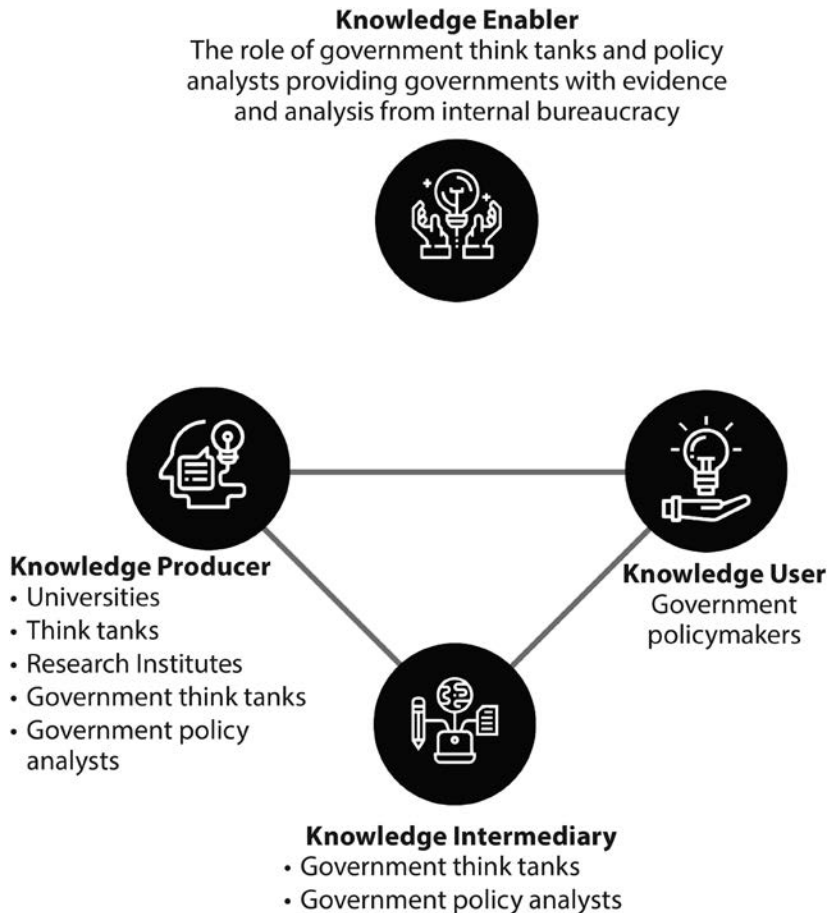 Knowledge Enabler
The role of government think tanks and policy
analysts providing governments with evidence
and analysis from internal bureaucracy
Knowledge Producer
• Universities
• Think tanks
• Research Institutes
• Government think tanks
• Government policy
analysts
Knowledge User
Government
policymakers
Knowledge Intermediary
• Government think tanks
• Government policy analysts